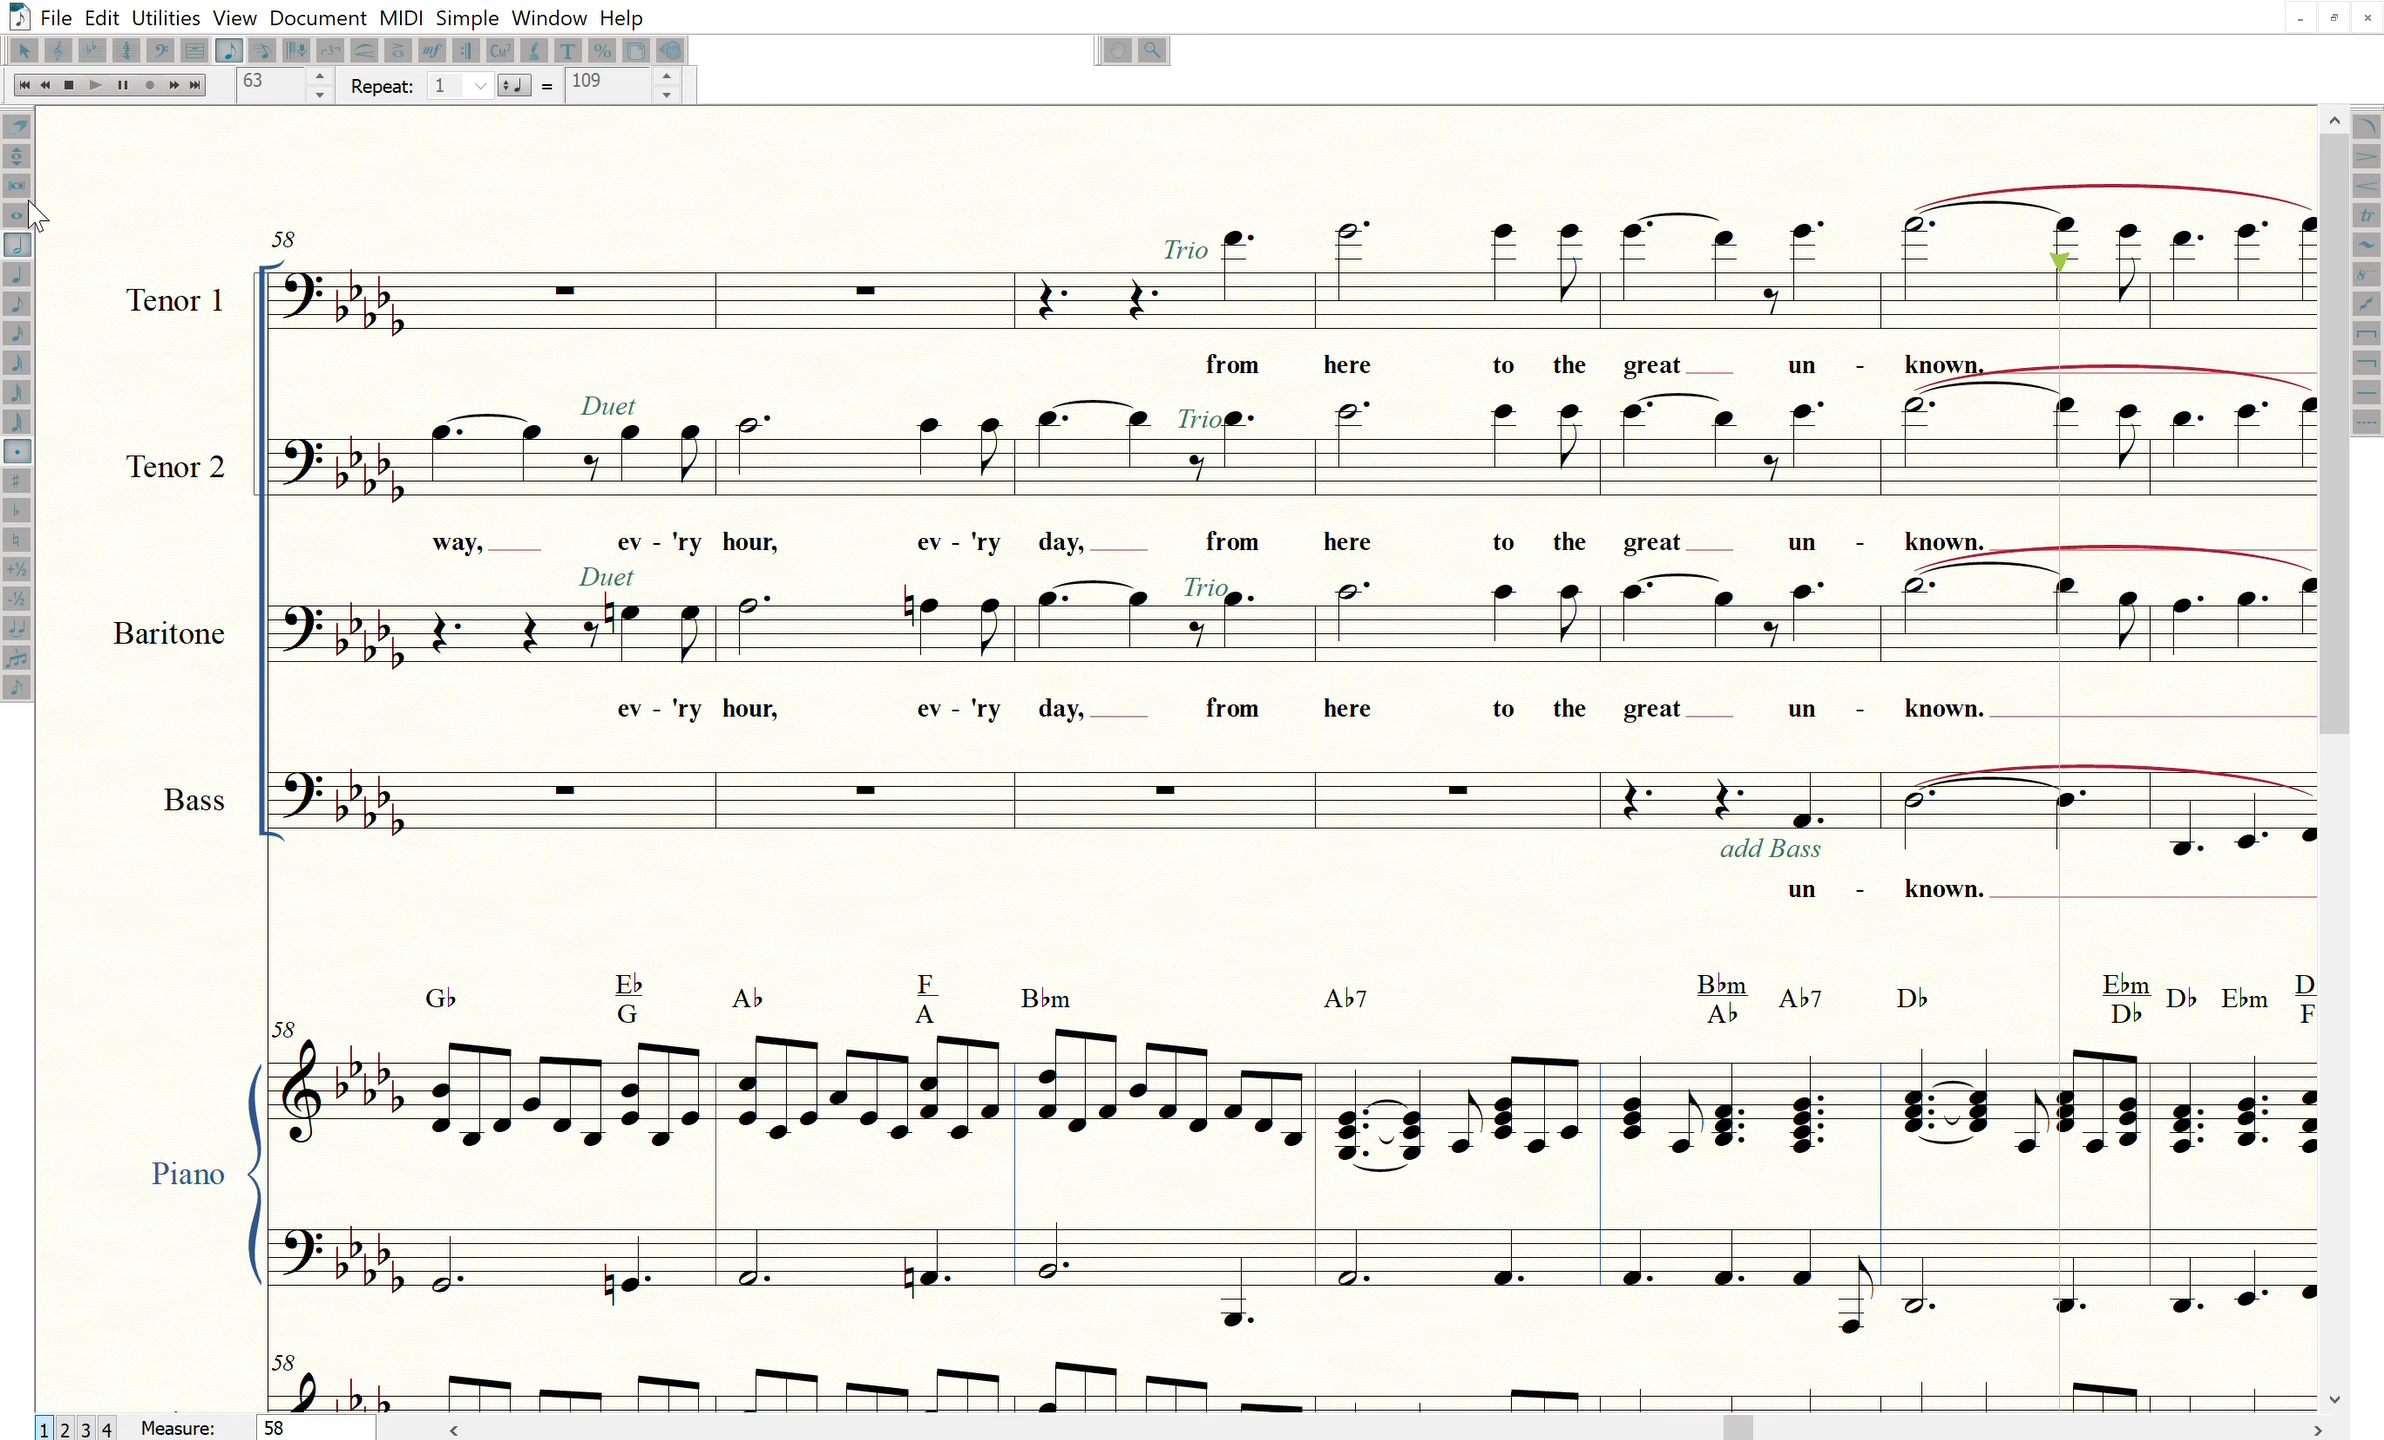 File Edit Utilities View Document MIDI Simple Window Help
63 Repeat: 1 = 109
58
Trio
Tenor 1
from here to the great un - known.
Duet Trio
Tenor 2
way, ev - 'ry hour, ev - 'ry day, from here to the great un - known.
Duet Trio
Baritone
ev - 'ry hour, ev - 'ry day, from here to the great un - known.
Bass
add Bass
un - known.
G♭ E♭/G A♭ F/A B♭m A♭7 B♭m/A♭ A♭7 D♭ E♭m/D♭ D♭ E♭m D/F
58
Piano
58
1 2 3 4 Measure: 58